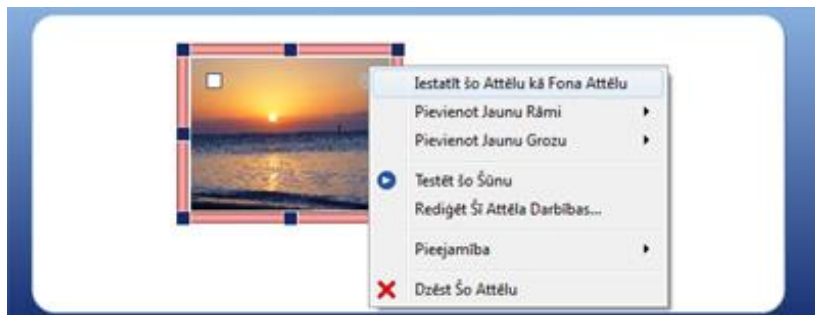 Iestatīt šo Attēlu kā Fona Attēlu
Pievienot Jaunu Rāmi
Pievienot Jaunu Grozu
Testēt šo Šūnu
Rediģēt Šī Attēla Darbības...
Pieejamība
Dzēst Šo Attēlu